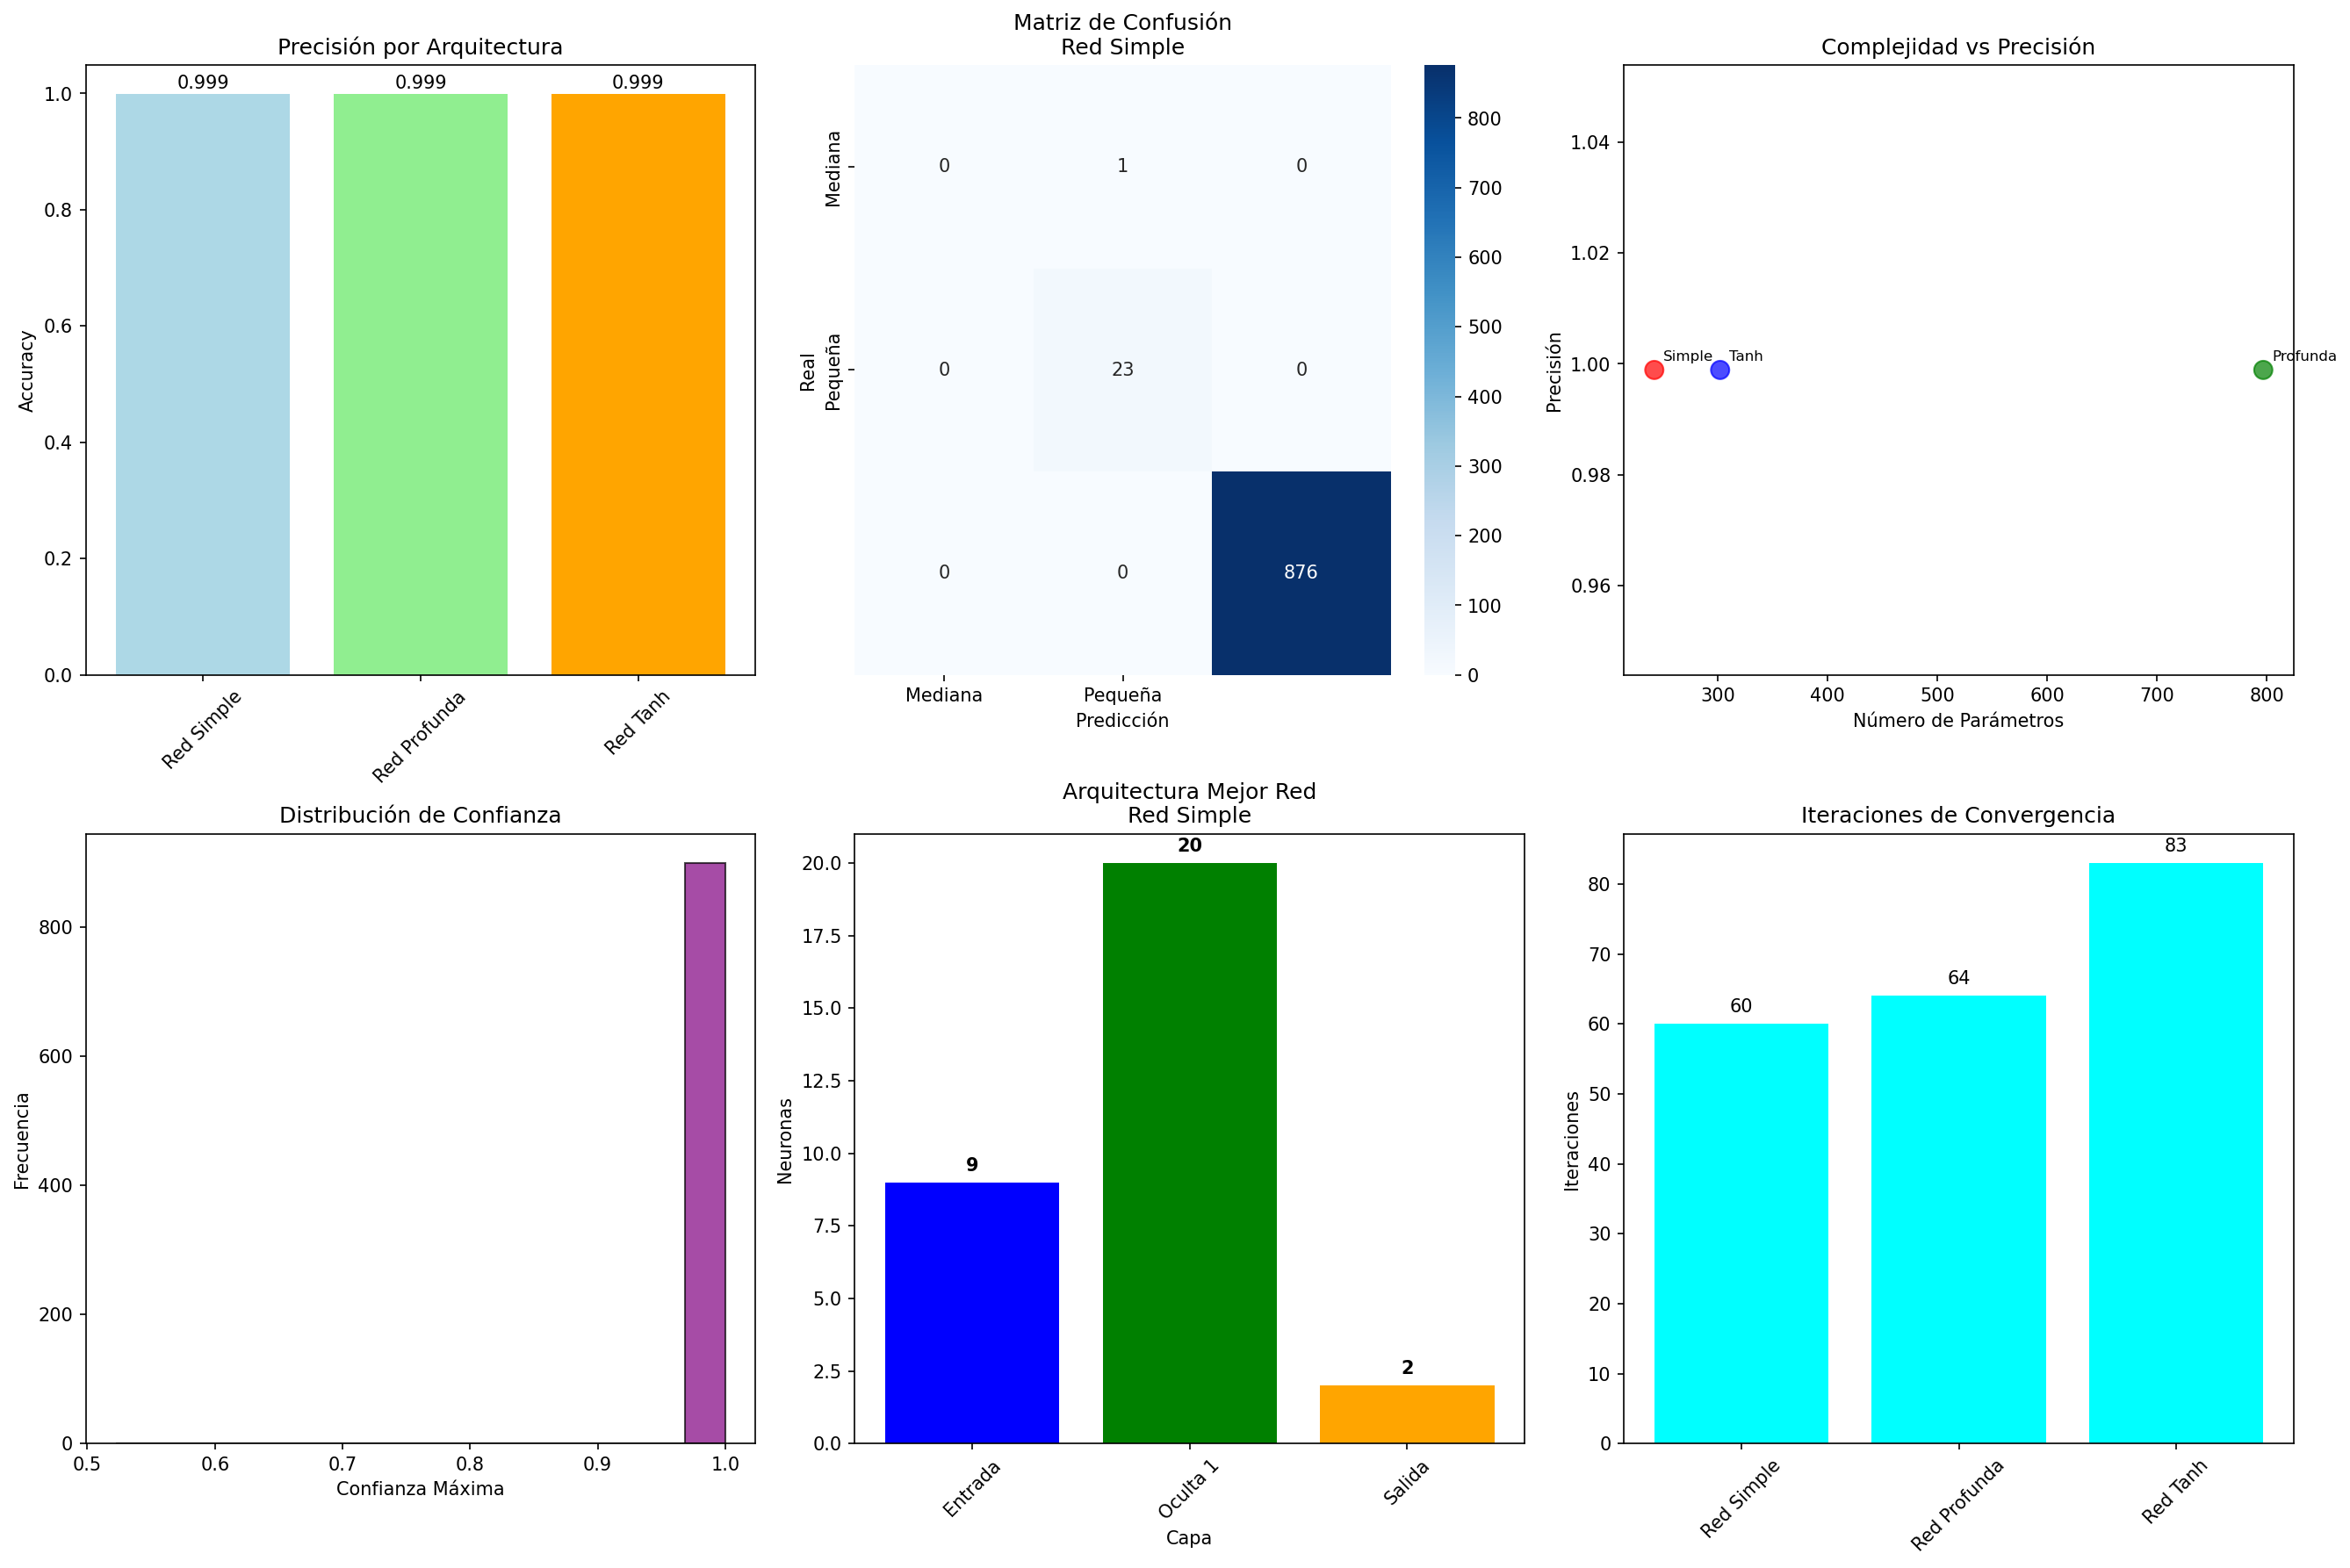 Precisión por Arquitectura
0.999
0.999
0.999
1.0
0.8
0.6
0.4
0.2
0.0
Accuracy
Red Simple
Red Profunda
Red Tanh
Matriz de Confusión
Red Simple
Mediana
Real
Pequeña
0
1
0
0
23
0
0
0
876
Mediana
Pequeña
Predicción
800
700
600
500
400
300
200
100
0
Complejidad vs Precisión
1.04
1.02
1.00
0.98
0.96
Precisión
Simple
Tanh
Profunda
300
400
500
600
700
800
Número de Parámetros
Distribución de Confianza
800
600
400
200
0
Frecuencia
0.5
0.6
0.7
0.8
0.9
1.0
Confianza Máxima
Arquitectura Mejor Red
Red Simple
20.0
17.5
15.0
12.5
10.0
7.5
5.0
2.5
0.0
Neuronas
9
20
2
Entrada
Oculta 1
Salida
Capa
Iteraciones de Convergencia
80
70
60
50
40
30
20
10
0
Iteraciones
60
64
83
Red Simple
Red Profunda
Red Tanh